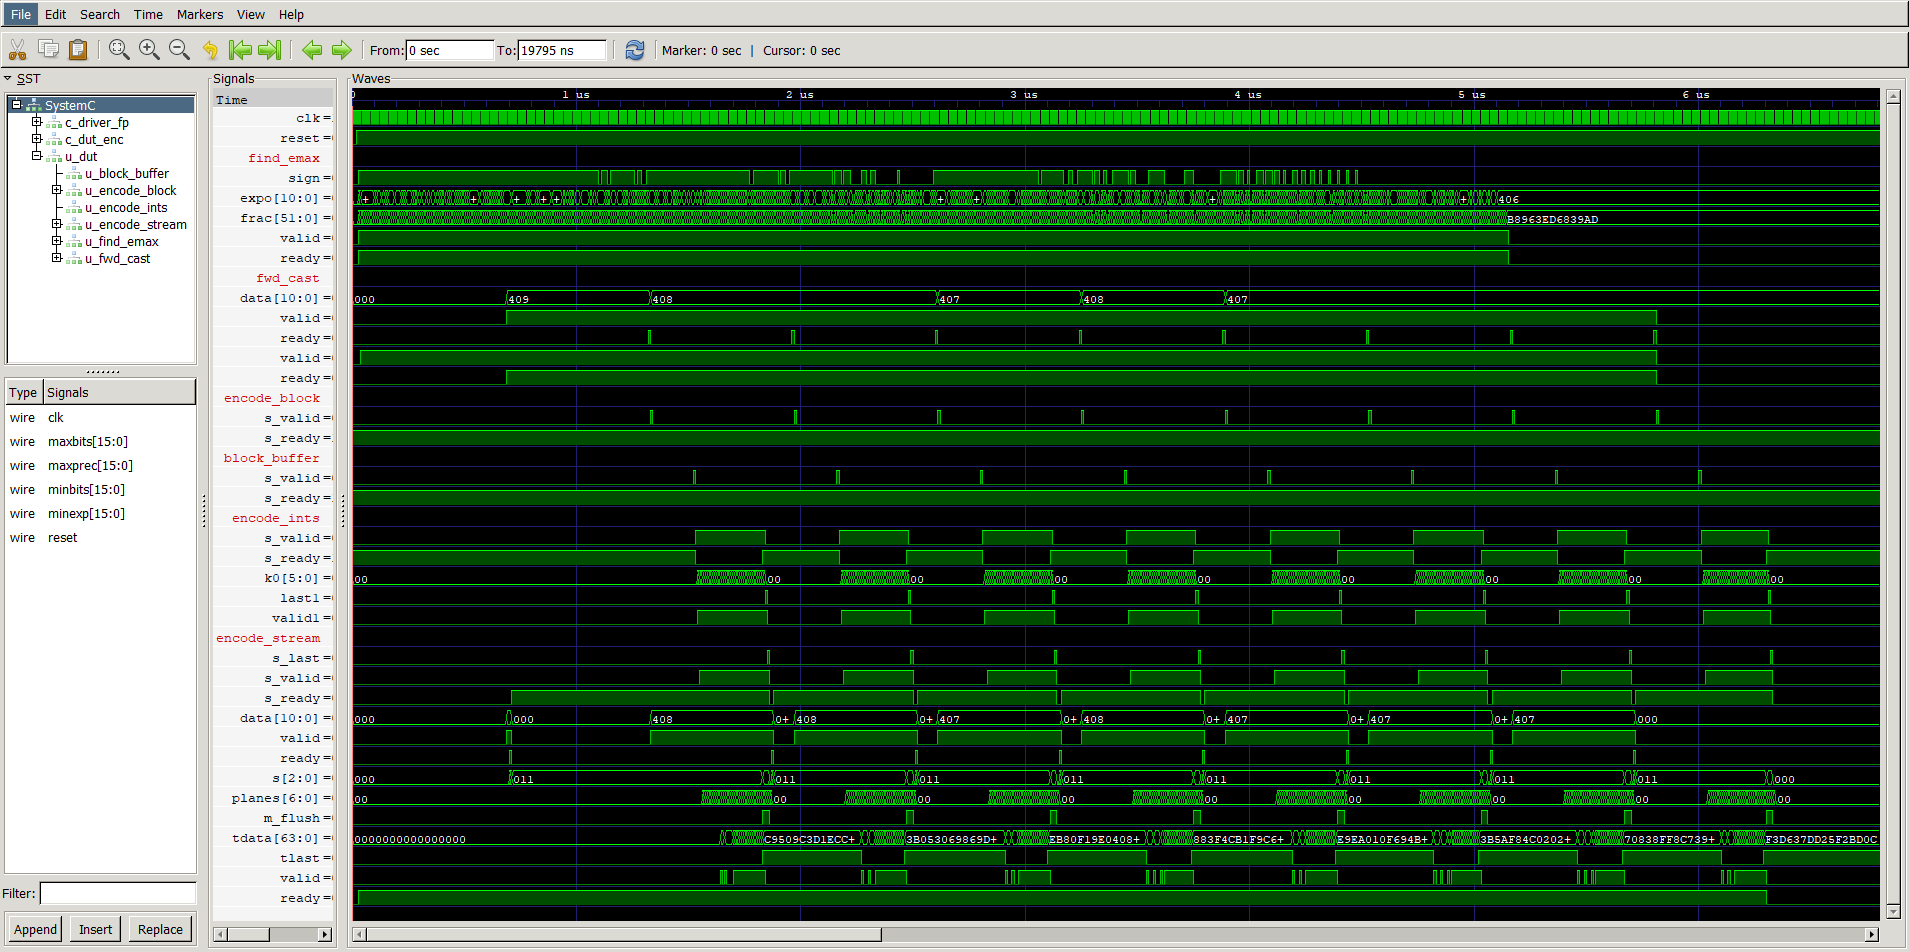 File Edit Search Time Markers View Help
From: 0 sec To: 19795 ns Marker: 0 sec | Cursor: 0 sec
SST
SystemC
c_driver_fp
c_dut_enc
u_dut
u_block_buffer
u_encode_block
u_encode_ints
u_encode_stream
u_find_emax
u_fwd_cast
Type Signals
wire clk
wire maxbits[15:0]
wire maxprec[15:0]
wire minbits[15:0]
wire minexp[15:0]
wire reset
Filter:
Append Insert Replace
Signals
Waves
Time 0 1 us 2 us 3 us 4 us 5 us 6 us
clk=
reset=
find_emax
sign=
expo[10:0]= + + + + + + + + + 406
frac[51:0]= B8963ED6839AD
valid=
ready=
fwd_cast
data[10:0]= 000 409 408 407 408 407
valid=
ready=
valid=
ready=
encode_block
s_valid=
s_ready=
block_buffer
s_valid=
s_ready=
encode_ints
s_valid=
s_ready=
k0[5:0]= 00 00 00 00 00 00 00 00 00
last1=
valid1=
encode_stream
s_last=
s_valid=
s_ready=
data[10:0]= 000 000 408 0+ 408 0+ 407 0+ 408 0+ 407 0+ 407 0+ 407 000
valid=
ready=
s[2:0]= 000 011 011 011 011 011 011 011 011 000
planes[6:0]= 00 00 00 00 00 00 00 00 00
m_flush=
tdata[63:0]= 0000000000000000 C9509C3D1ECC+ 3B053069869D+ EB80F19E0408+ 883F4CB1F9C6+ E9EA010F694B+ 3B5AF84C0202+ 70838FF8C739+ F3D637DD25F2BD0C
tlast=
valid=
ready=